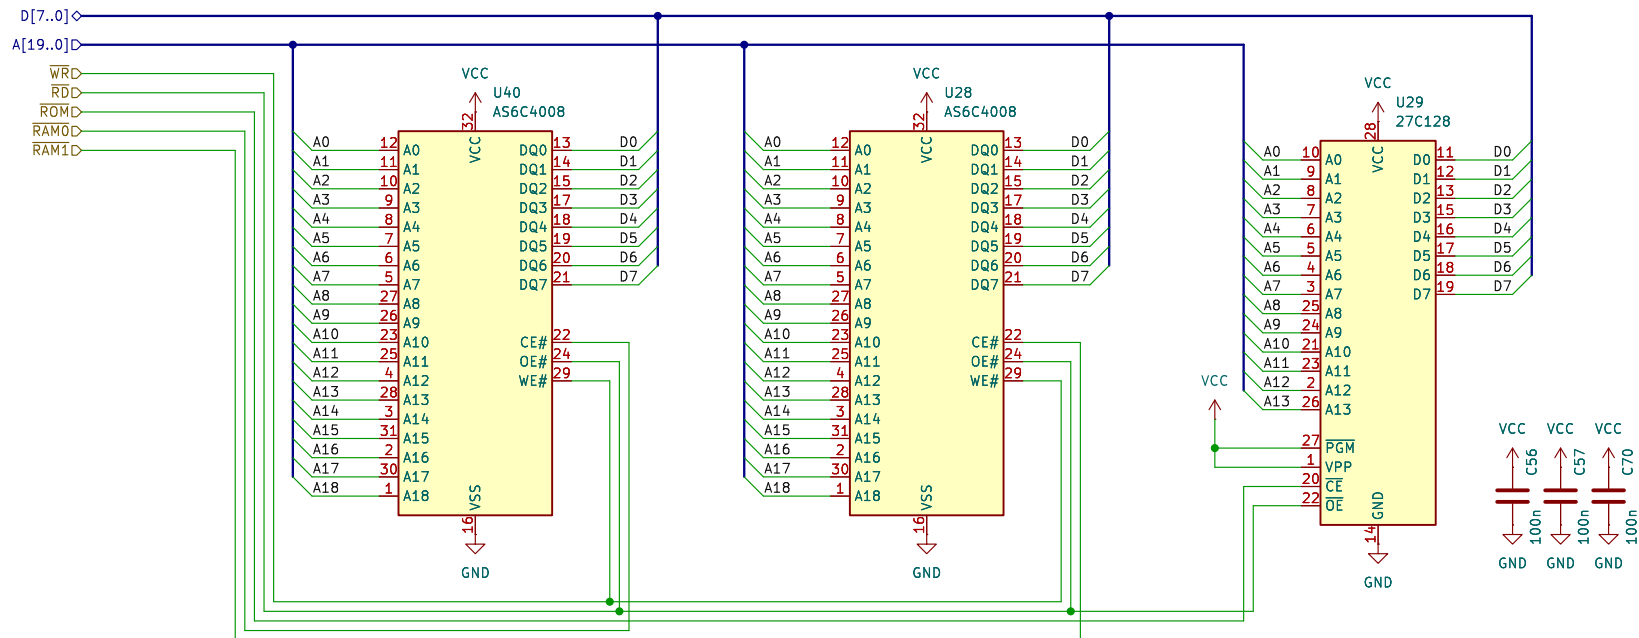 D[7..0]
A[19..0]
WR
RD
ROM
RAM0
RAM1
VCC
U40
AS6C4008
32
VCC
A0 12 A0
A1 11 A1
A2 10 A2
A3 9 A3
A4 8 A4
A5 7 A5
A6 6 A6
A7 5 A7
A8 27 A8
A9 26 A9
A10 23 A10
A11 25 A11
A12 4 A12
A13 28 A13
A14 3 A14
A15 31 A15
A16 2 A16
A17 30 A17
A18 1 A18
DQ0 13 D0
DQ1 14 D1
DQ2 15 D2
DQ3 17 D3
DQ4 18 D4
DQ5 19 D5
DQ6 20 D6
DQ7 21 D7
CE# 22
OE# 24
WE# 29
VSS
16
GND
VCC
U28
AS6C4008
32
VCC
A0 12 A0
A1 11 A1
A2 10 A2
A3 9 A3
A4 8 A4
A5 7 A5
A6 6 A6
A7 5 A7
A8 27 A8
A9 26 A9
A10 23 A10
A11 25 A11
A12 4 A12
A13 28 A13
A14 3 A14
A15 31 A15
A16 2 A16
A17 30 A17
A18 1 A18
DQ0 13 D0
DQ1 14 D1
DQ2 15 D2
DQ3 17 D3
DQ4 18 D4
DQ5 19 D5
DQ6 20 D6
DQ7 21 D7
CE# 22
OE# 24
WE# 29
VSS
16
GND
VCC
U29
27C128
28
VCC
A0 10 A0
A1 9 A1
A2 8 A2
A3 7 A3
A4 6 A4
A5 5 A5
A6 4 A6
A7 3 A7
A8 25 A8
A9 24 A9
A10 21 A10
A11 23 A11
A12 2 A12
A13 26 A13
VCC
27 PGM
1 VPP
20 CE
22 OE
D0 11 D0
D1 12 D1
D2 13 D2
D3 15 D3
D4 16 D4
D5 17 D5
D6 18 D6
D7 19 D7
GND
14
GND
VCC
C56
100n
GND
VCC
C57
100n
GND
VCC
C70
100n
GND